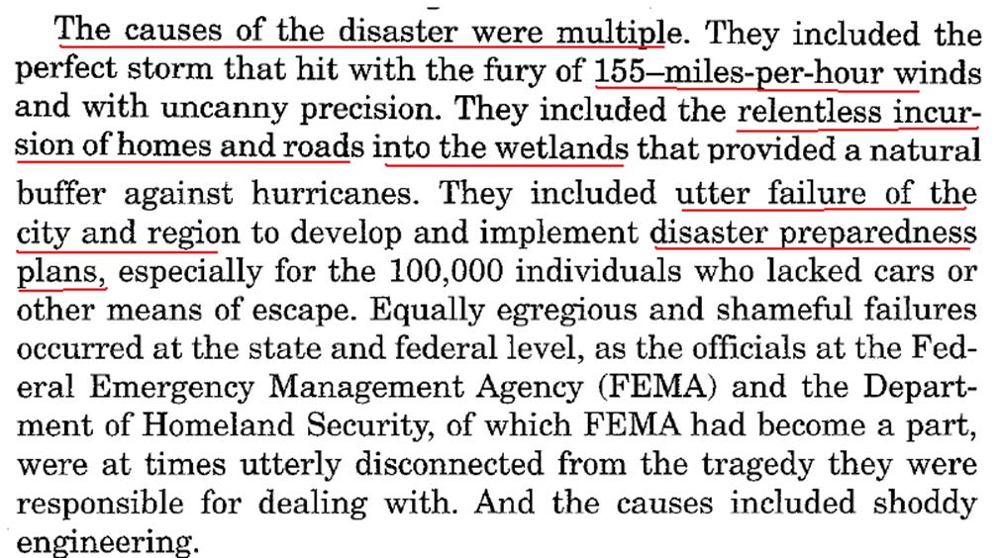 The causes of the disaster were multiple. They included the
perfect storm that hit with the fury of 155–miles-per-hour winds
and with uncanny precision. They included the relentless incur-
sion of homes and roads into the wetlands that provided a natural
buffer against hurricanes. They included utter failure of the
city and region to develop and implement disaster preparedness
plans, especially for the 100,000 individuals who lacked cars or
other means of escape. Equally egregious and shameful failures
occurred at the state and federal level, as the officials at the Fed-
eral Emergency Management Agency (FEMA) and the Depart-
ment of Homeland Security, of which FEMA had become a part,
were at times utterly disconnected from the tragedy they were
responsible for dealing with. And the causes included shoddy
engineering.